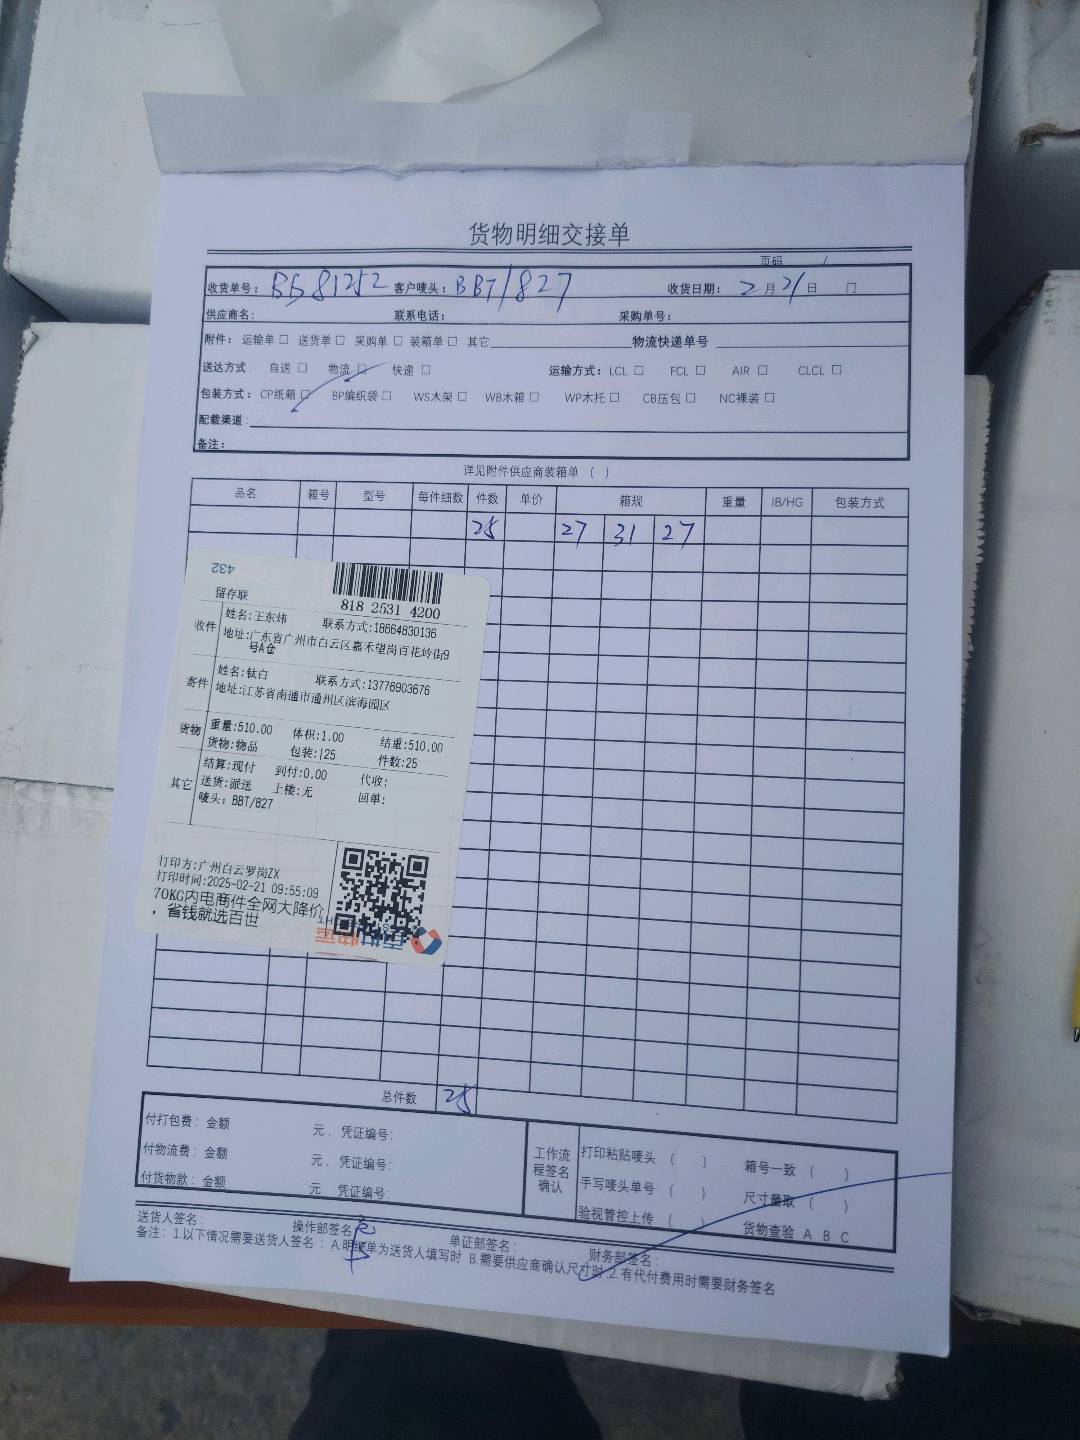 货物明细交接单
页码 /
收货单号: BB81252 客户唛头: BBT/827 收货日期: 2月21日
供应商名: 联系电话: 采购单号:
附件: 运输单□ 送货单□ 采购单□ 装箱单□ 其它 物流快递单号
送达方式: 自送□ 物流□ 快递□ 运输方式: LCL□ FCL□ AIR□ CLCL□
包装方式: CP纸箱□ BP编织袋□ WS木架□ WB木箱□ WP木托□ CB压包□ NC裸装□
配载渠道:
备注:
详见附件供应商装箱单 ( )
品名 箱号 型号 每件细数 件数 单价 箱规 重量 IB/HG 包装方式
25 27 31 27
432
留存联
818 2531 4200
收件
姓名:王东炜 联系方式:18664830136
地址:广东省广州市白云区嘉禾望岗百花岭街9
号A仓
寄件
姓名:钛白 联系方式:13776903676
地址:江苏省南通市通州区滨海园区
货物
重量:510.00 体积:1.00 结重:510.00
货物:物品 包装:|25 件数:25
其它
结算:现付 到付:0.00 代收:
送货:派送 上楼:无 回单:
唛头: BBT/827
打印方:广州白云罗岗ZX
打印时间:2025-02-21 09:55:09
70KG内电商件全网大降价
,省钱就选百世
百世快运
总件数 25
付打包费: 金额 元. 凭证编号:
付物流费: 金额 元. 凭证编号:
付货物款: 金额 元 凭证编号:
工作流
程签名
确认
打印粘贴唛头 ( ) 箱号一致 ( )
手写唛头单号 ( ) 尺寸量取 ( )
验视管控上传 ( ) 货物查验 A B C
送货人签名: 操作部签名: 单证部签名: 财务部签名:
备注: 1.以下情况需要送货人签名: A.明细单为送货人填写时 B.需要供应商确认尺寸时.2.有代付费用时需要财务签名